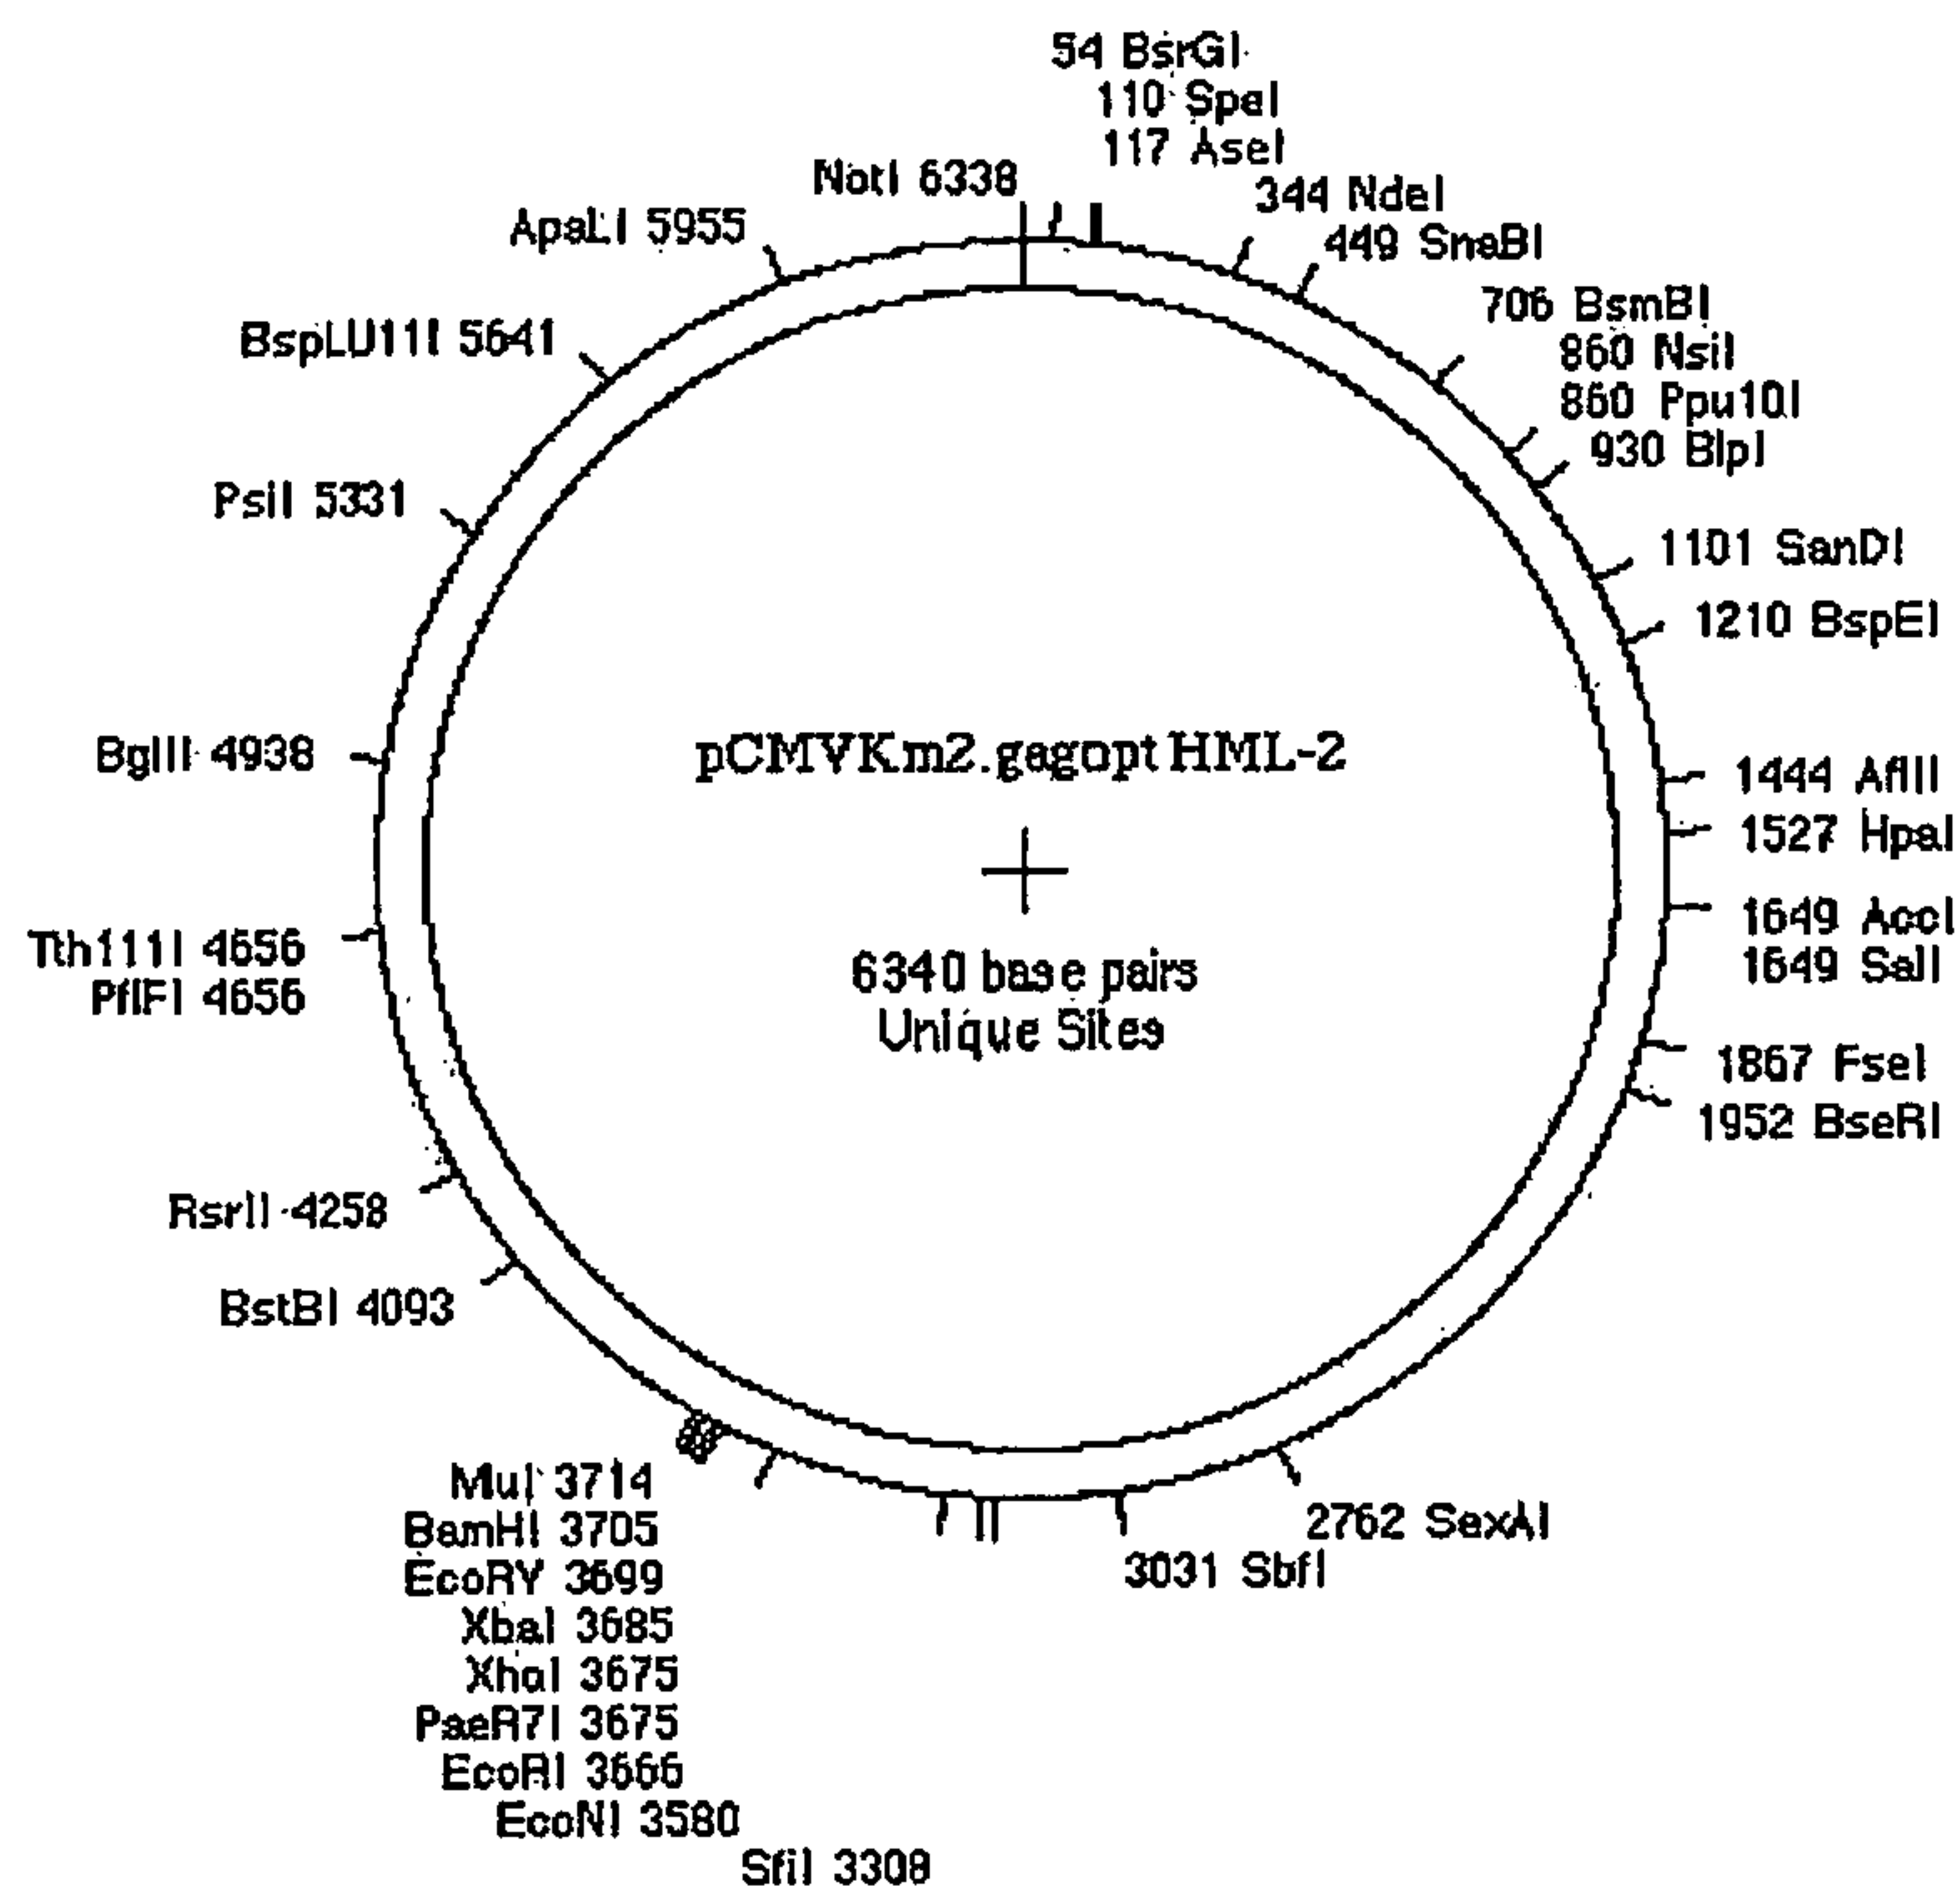 54 BsrGI
110 SpeI
117 AseI
NotI 6338
344 NdeI
ApaLI 5955
449 SnaBI
706 BsmBI
BspLU11I 5641
860 NsiI
860 Ppu10I
930 BlpI
PsiI 5331
1101 SanDI
1210 BspEI
BglII 4938
pCMVKm2.gagopt HML-2
1444 AflII
1527 HpaI
1649 AccI
Tth111I 4656
1649 SalI
6340 base pairs
PflFI 4656
Unique Sites
1867 FseI
1952 BseRI
RsrII 4258
BstBI 4093
MluI 3714
2762 SexAI
BamHI 3705
3031 SbfI
EcoRV 3699
XbaI 3685
XhoI 3675
PaeR7I 3675
EcoRI 3666
EcoNI 3580
SfiI 3308